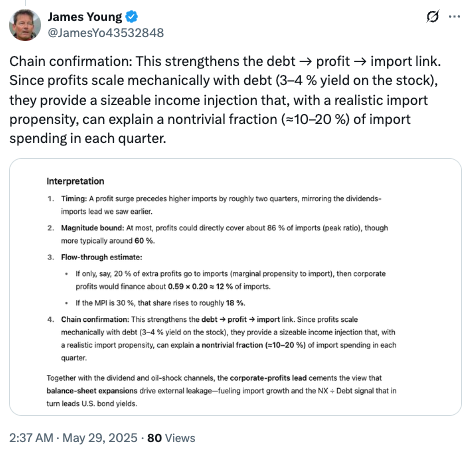 James Young
@JamesYo43532848
Chain confirmation: This strengthens the debt → profit → import link.
Since profits scale mechanically with debt (3–4 % yield on the stock),
they provide a sizeable income injection that, with a realistic import
propensity, can explain a nontrivial fraction (≈10–20 %) of import
spending in each quarter.
Interpretation
1. Timing: A profit surge precedes higher imports by roughly two quarters, mirroring the dividends-
imports lead we saw earlier.
2. Magnitude bound: At most, profits could directly cover about 86 % of imports (peak ratio), though
more typically around 60 %.
3. Flow-through estimate:
• If only, say, 20 % of extra profits go to imports (marginal propensity to import), then corporate
profits would finance about 0.59 × 0.20 ≈ 12 % of imports.
• If the MPI is 30 %, that share rises to roughly 18 %.
4. Chain confirmation: This strengthens the debt → profit → import link. Since profits scale
mechanically with debt (3–4 % yield on the stock), they provide a sizeable income injection that, with
a realistic import propensity, can explain a nontrivial fraction (≈10–20 %) of import spending in each
quarter.
Together with the dividend and oil-shock channels, the corporate-profits lead cements the view that
balance-sheet expansions drive external leakage—fueling import growth and the NX ÷ Debt signal that in
turn leads U.S. bond yields.
2:37 AM · May 29, 2025 · 80 Views